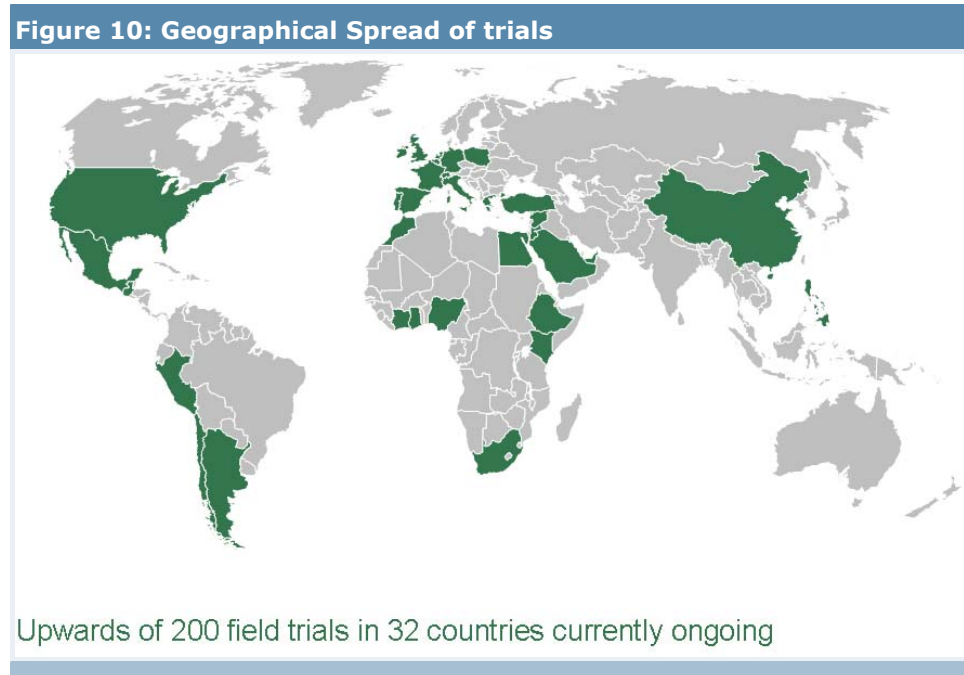 Figure 10: Geographical Spread of trials
Upwards of 200 field trials in 32 countries currently ongoing